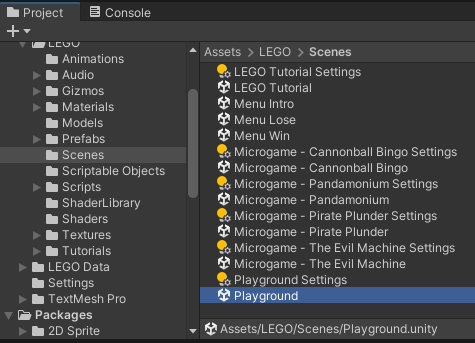 Project Console
LEGO
Animations
Audio
Gizmos
Materials
Models
Prefabs
Scenes
Scriptable Objects
Scripts
ShaderLibrary
Shaders
Textures
Tutorials
LEGO Data
Settings
TextMesh Pro
Packages
2D Sprite
Assets LEGO Scenes
LEGO Tutorial Settings
LEGO Tutorial
Menu Intro
Menu Lose
Menu Win
Microgame - Cannonball Bingo Settings
Microgame - Cannonball Bingo
Microgame - Pandamonium Settings
Microgame - Pandamonium
Microgame - Pirate Plunder Settings
Microgame - Pirate Plunder
Microgame - The Evil Machine Settings
Microgame - The Evil Machine
Playground Settings
Playground
Assets/LEGO/Scenes/Playground.unity